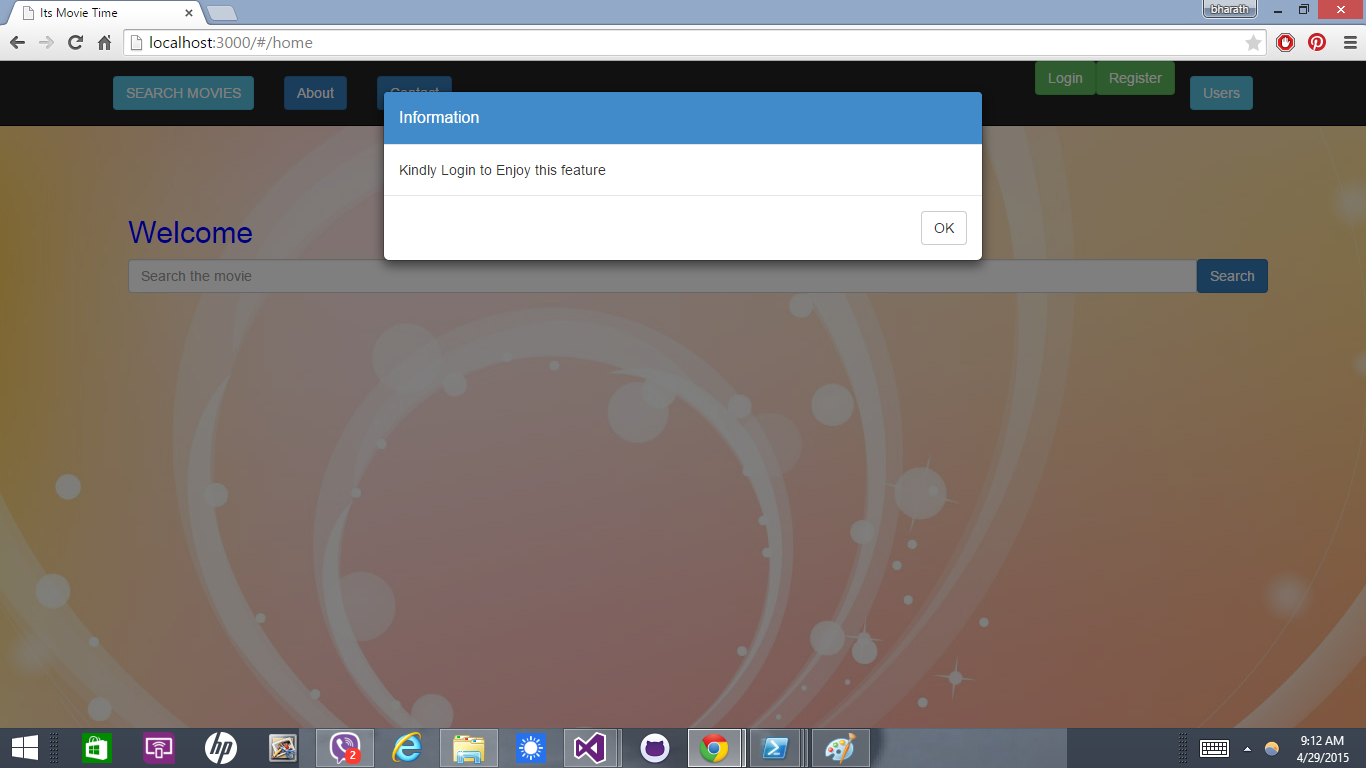 Its Movie Time
bharath
localhost:3000/#/home
SEARCH MOVIES
About
Contact
Login
Register
Users
Information
Kindly Login to Enjoy this feature
OK
Welcome
Search the movie
Search
hp
2
9:12 AM
4/29/2015